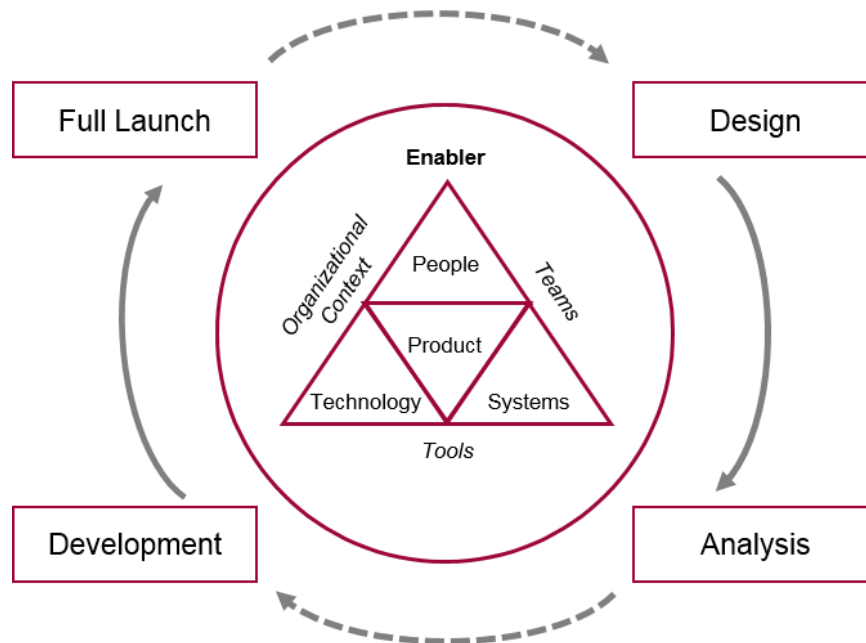 Full Launch
Design
Enabler
Organizational
Context
People
Teams
Product
Technology
Systems
Tools
Development
Analysis